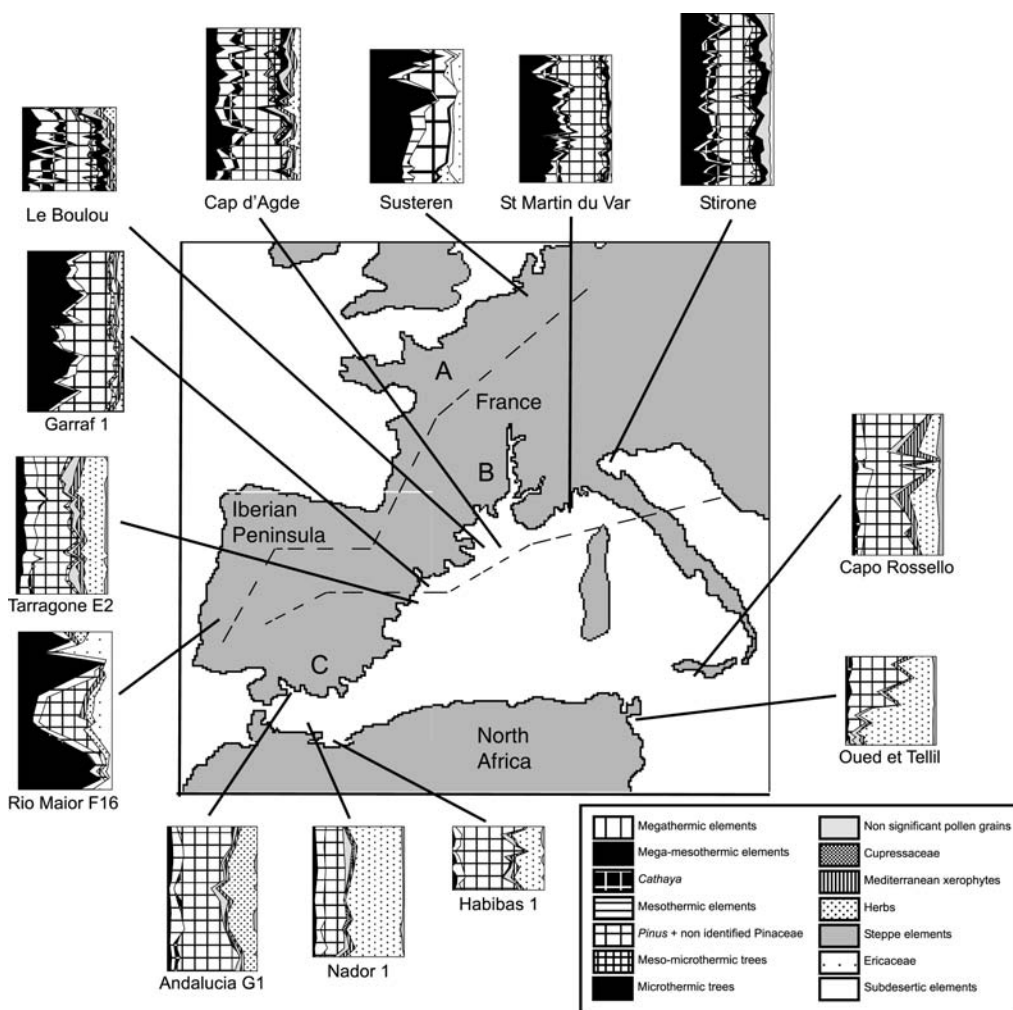 Le Boulou
Cap d'Agde
Susteren
St Martin du Var
Stirone
Garraf 1
Tarragone E2
Rio Maior F16
A
France
B
Iberian
Peninsula
C
North
Africa
Capo Rossello
Oued et Tellil
Andalucia G1
Nador 1
Habibas 1
Megathermic elements
Mega-mesothermic elements
Cathaya
Mesothermic elements
Pinus + non identified Pinaceae
Meso-microthermic trees
Microthermic trees
Non significant pollen grains
Cupressaceae
Mediterranean xerophytes
Herbs
Steppe elements
Ericaceae
Subdesertic elements